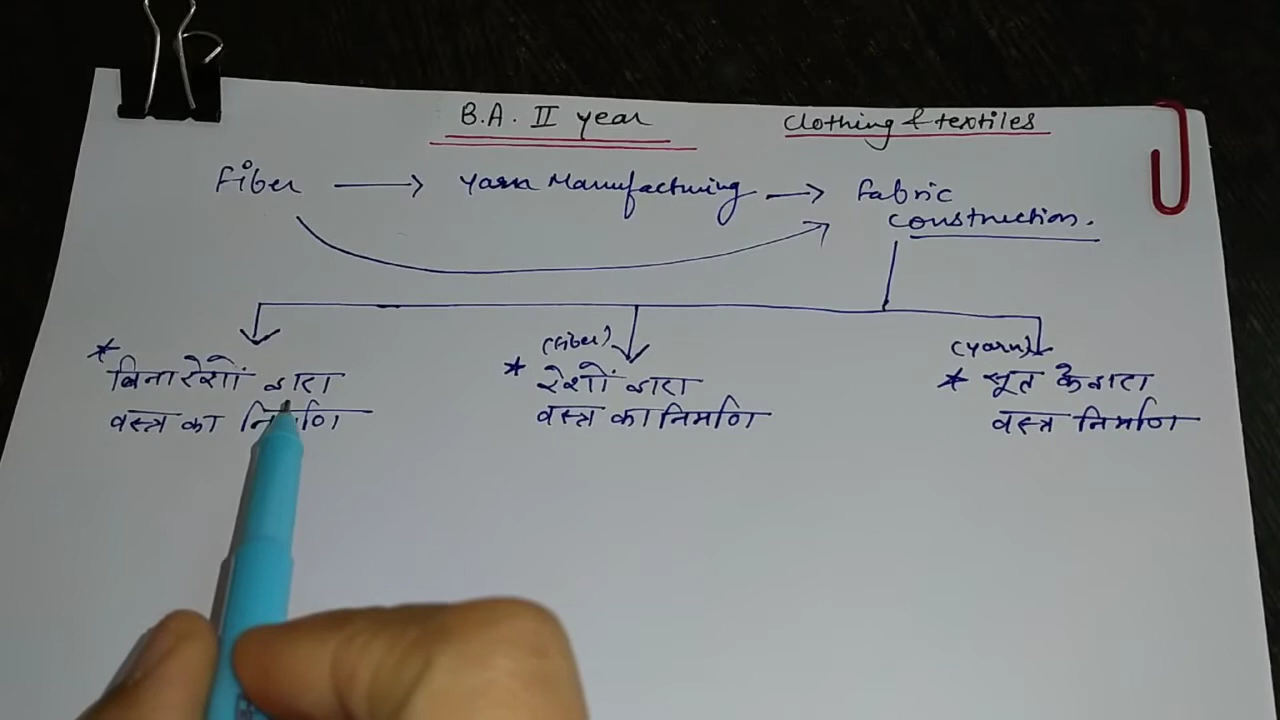 B.A. II year
Clothing & textiles
Fiber → Yarn Manufacturing → Fabric
construction.
(Fiber)
(Yarn)
* बिना रेशों द्वारा
वस्त्र का निर्माण
* रेशों द्वारा
वस्त्र का निर्माण
* सूत के द्वारा
वस्त्र निर्माण